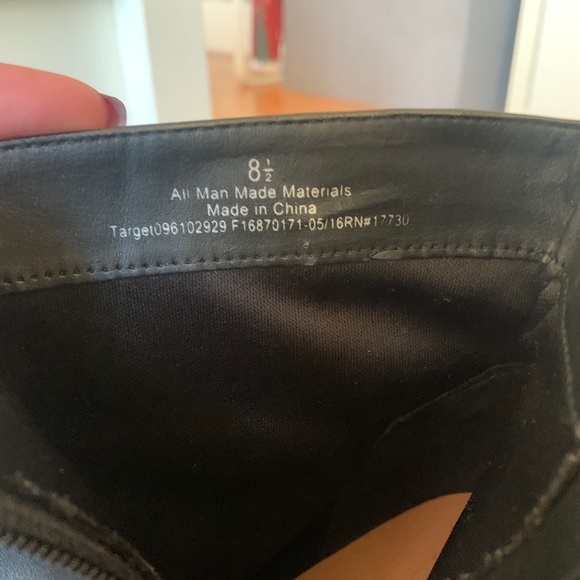 8½
All Man Made Materials
Made in China
Target096102929 F16870171-05/16RN#17730